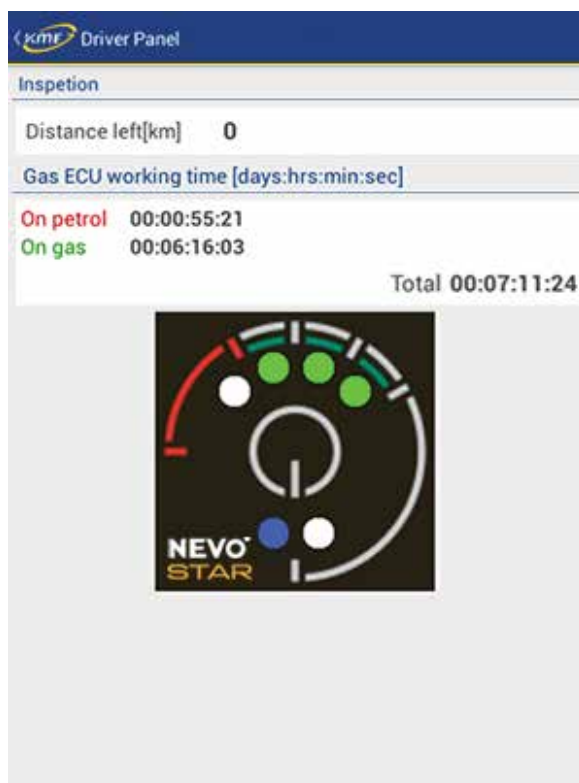 KME Driver Panel
Inspetion
Distance left[km] 0
Gas ECU working time [days:hrs:min:sec]
On petrol 00:00:55:21
On gas 00:06:16:03
Total 00:07:11:24
NEVO
STAR